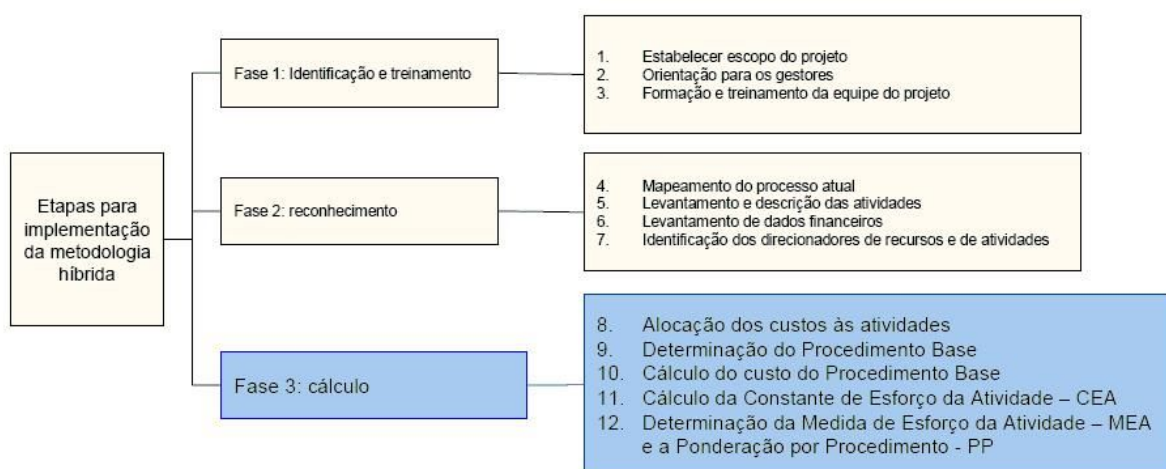 Etapas para
implementação
da metodologia
híbrida
Fase 1: Identificação e treinamento
1. Estabelecer escopo do projeto
2. Orientação para os gestores
3. Formação e treinamento da equipe do projeto
Fase 2: reconhecimento
4. Mapeamento do processo atual
5. Levantamento e descrição das atividades
6. Levantamento de dados financeiros
7. Identificação dos direcionadores de recursos e de atividades
Fase 3: cálculo
8. Alocação dos custos às atividades
9. Determinação do Procedimento Base
10. Cálculo do custo do Procedimento Base
11. Cálculo da Constante de Esforço da Atividade – CEA
12. Determinação da Medida de Esforço da Atividade – MEA
e a Ponderação por Procedimento - PP